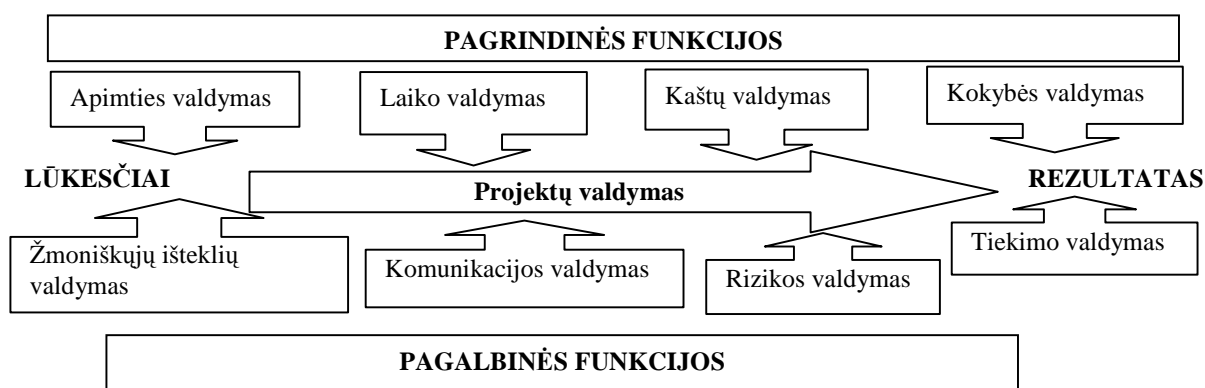 PAGRINDINĖS FUNKCIJOS
Apimties valdymas
Laiko valdymas
Kaštų valdymas
Kokybės valdymas
LŪKESČIAI
Projektų valdymas
REZULTATAS
Žmoniškųjų išteklių
valdymas
Komunikacijos valdymas
Rizikos valdymas
Tiekimo valdymas
PAGALBINĖS FUNKCIJOS